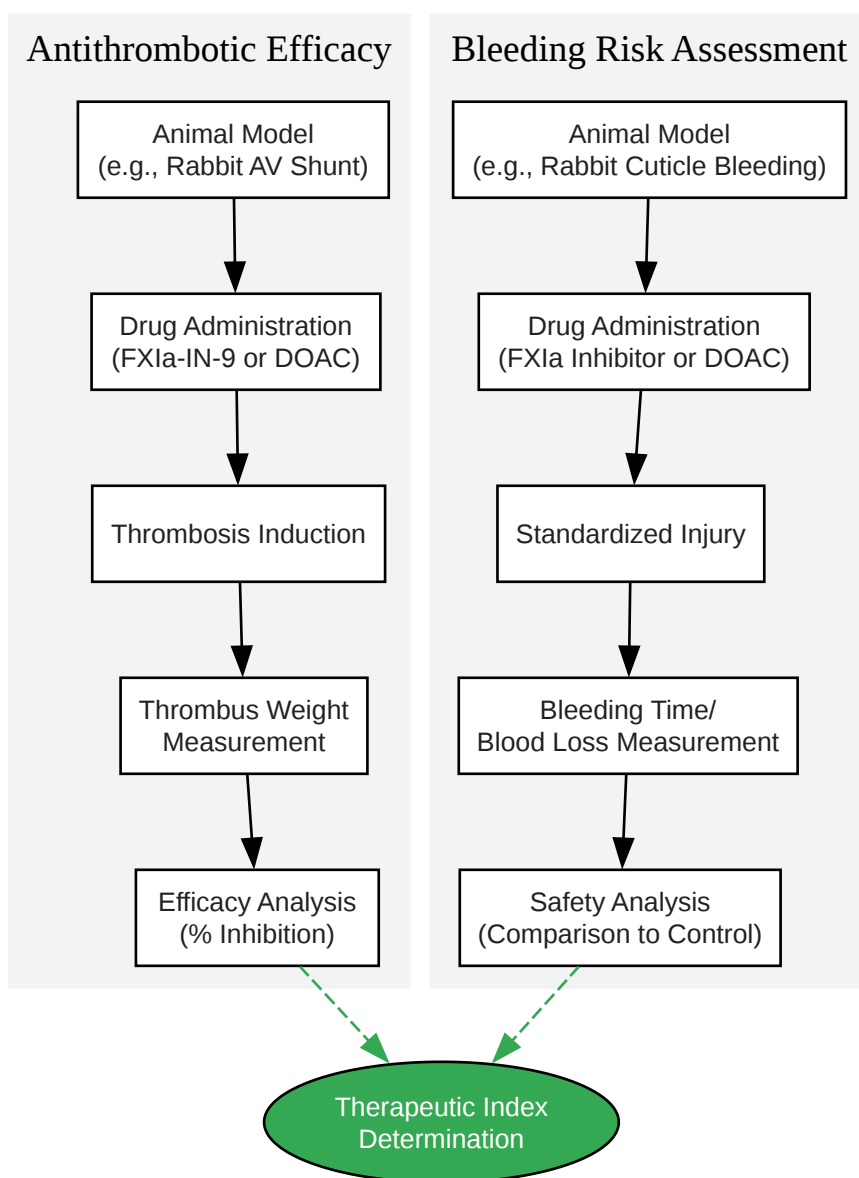 Antithrombotic Efficacy
Animal Model
(e.g., Rabbit AV Shunt)
Drug Administration
(FXIa-IN-9 or DOAC)
Thrombosis Induction
Thrombus Weight
Measurement
Efficacy Analysis
(% Inhibition)
Bleeding Risk Assessment
Animal Model
(e.g., Rabbit Cuticle Bleeding)
Drug Administration
(FXIa Inhibitor or DOAC)
Standardized Injury
Bleeding Time/
Blood Loss Measurement
Safety Analysis
(Comparison to Control)
Therapeutic Index
Determination